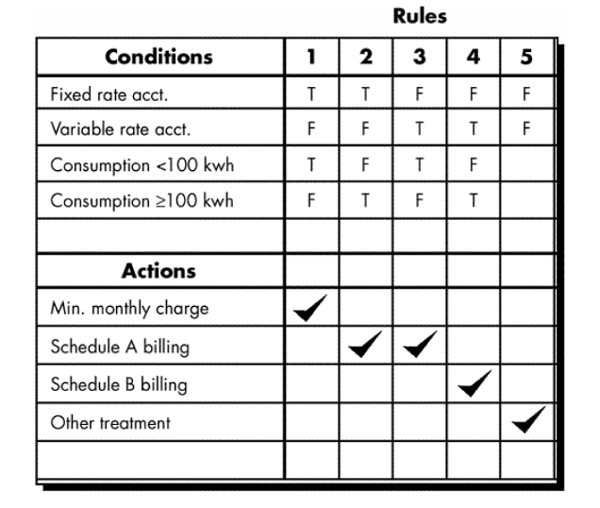 Rules
Conditions 1 2 3 4 5
Fixed rate acct. T T F F F
Variable rate acct. F F T T F
Consumption <100 kwh T F T F
Consumption ≥100 kwh F T F T
Actions
Min. monthly charge ✓
Schedule A billing ✓ ✓
Schedule B billing ✓
Other treatment ✓